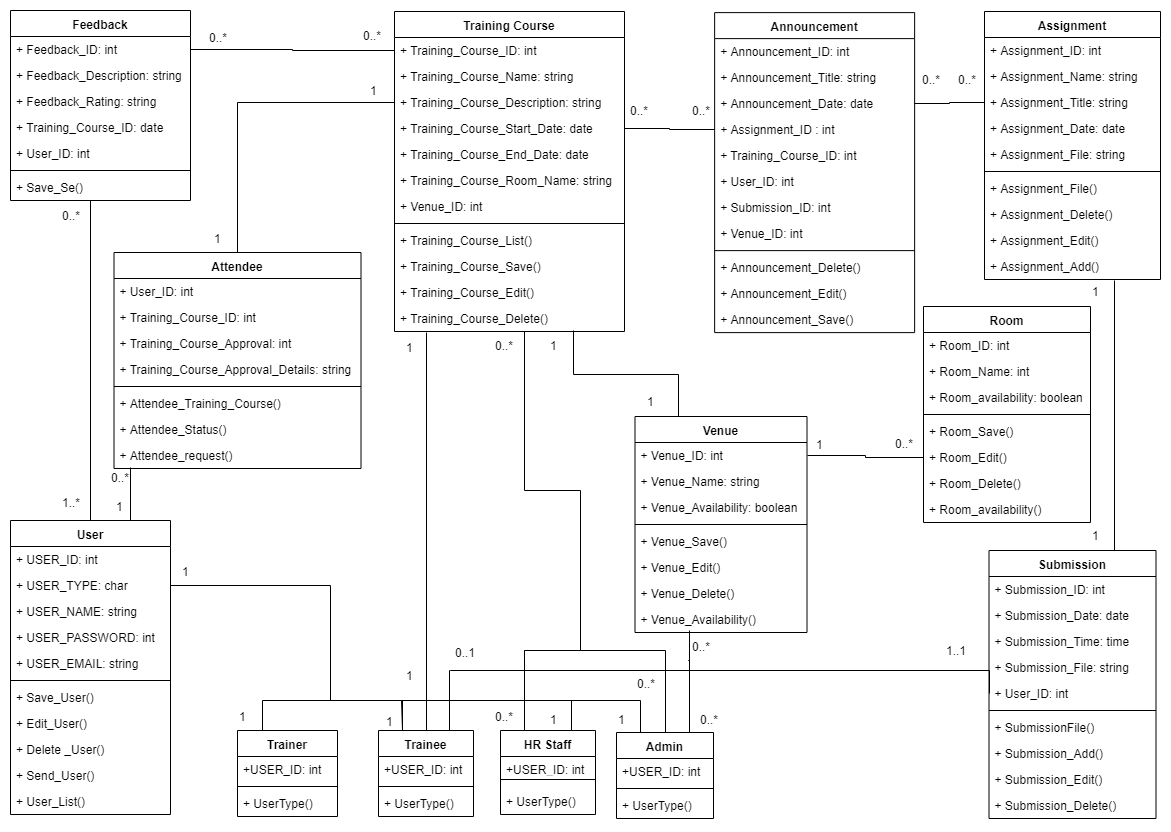 Feedback
+ Feedback_ID: int
+ Feedback_Description: string
+ Feedback_Rating: string
+ Training_Course_ID: date
+ User_ID: int
+ Save_Se()
0..*
0..*
Training Course
+ Training_Course_ID: int
+ Training_Course_Name: string
+ Training_Course_Description: string
+ Training_Course_Start_Date: date
+ Training_Course_End_Date: date
+ Training_Course_Room_Name: string
+ Venue_ID: int
+ Training_Course_List()
+ Training_Course_Save()
+ Training_Course_Edit()
+ Training_Course_Delete()
0..*
0..*
Announcement
+ Announcement_ID: int
+ Announcement_Title: string
+ Announcement_Date: date
+ Assignment_ID : int
+ Training_Course_ID: int
+ User_ID: int
+ Submission_ID: int
+ Venue_ID: int
+ Announcement_Delete()
+ Announcement_Edit()
+ Announcement_Save()
0..*
0..*
Assignment
+ Assignment_ID: int
+ Assignment_Name: string
+ Assignment_Title: string
+ Assignment_Date: date
+ Assignment_File: string
+ Assignment_File()
+ Assignment_Delete()
+ Assignment_Edit()
+ Assignment_Add()
1
1
0..*
1..*
Attendee
+ User_ID: int
+ Training_Course_ID: int
+ Training_Course_Approval: int
+ Training_Course_Approval_Details: string
+ Attendee_Training_Course()
+ Attendee_Status()
+ Attendee_request()
0..*
1
1
0..*
1
1
Venue
+ Venue_ID: int
+ Venue_Name: string
+ Venue_Availability: boolean
+ Venue_Save()
+ Venue_Edit()
+ Venue_Delete()
+ Venue_Availability()
1
0..*
Room
+ Room_ID: int
+ Room_Name: int
+ Room_availability: boolean
+ Room_Save()
+ Room_Edit()
+ Room_Delete()
+ Room_availability()
1
1
User
+ USER_ID: int
+ USER_TYPE: char
+ USER_NAME: string
+ USER_PASSWORD: int
+ USER_EMAIL: string
+ Save_User()
+ Edit_User()
+ Delete _User()
+ Send_User()
+ User_List()
1
Submission
+ Submission_ID: int
+ Submission_Date: date
+ Submission_Time: time
+ Submission_File: string
+ User_ID: int
+ SubmissionFile()
+ Submission_Add()
+ Submission_Edit()
+ Submission_Delete()
0..1
0..*
1..1
1
0..*
1
1
0..*
1
1
0..*
Trainer
+USER_ID: int
+ UserType()
Trainee
+USER_ID: int
+ UserType()
HR Staff
+USER_ID: int
+ UserType()
Admin
+USER_ID: int
+ UserType()